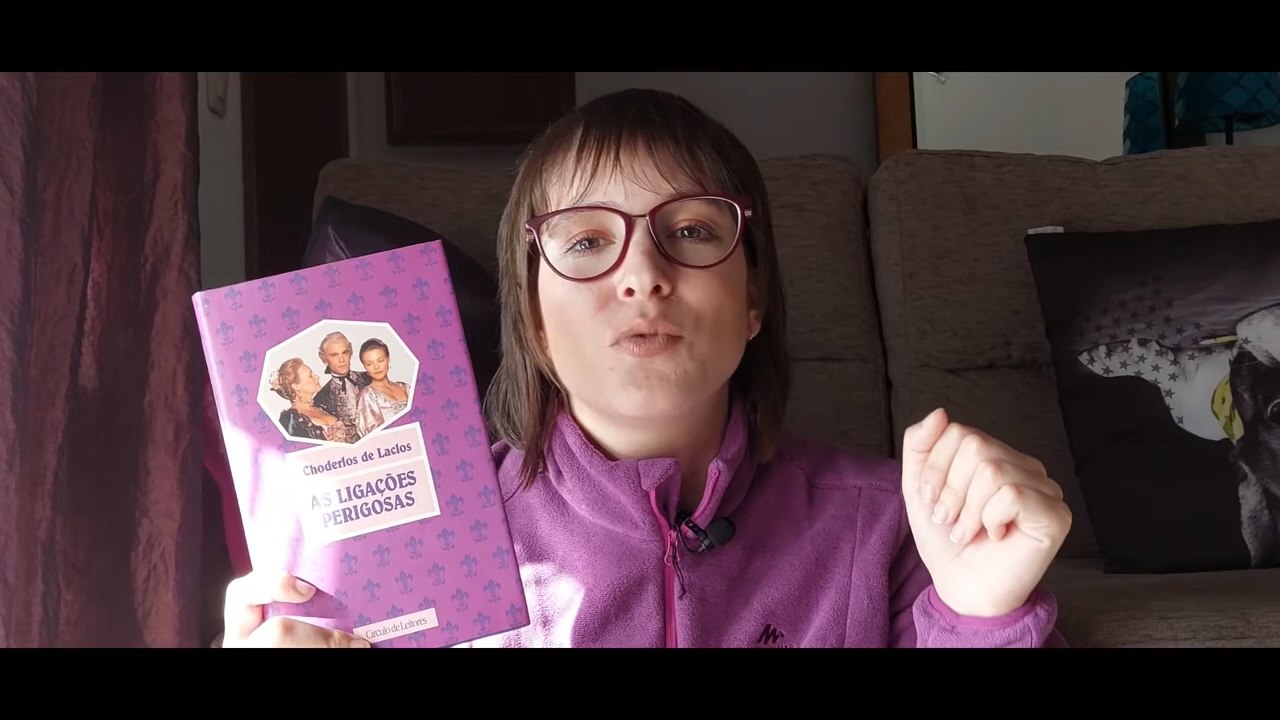 Choderlos de Laclos
AS LIGAÇÕES
PERIGOSAS
Círculo de Leitores